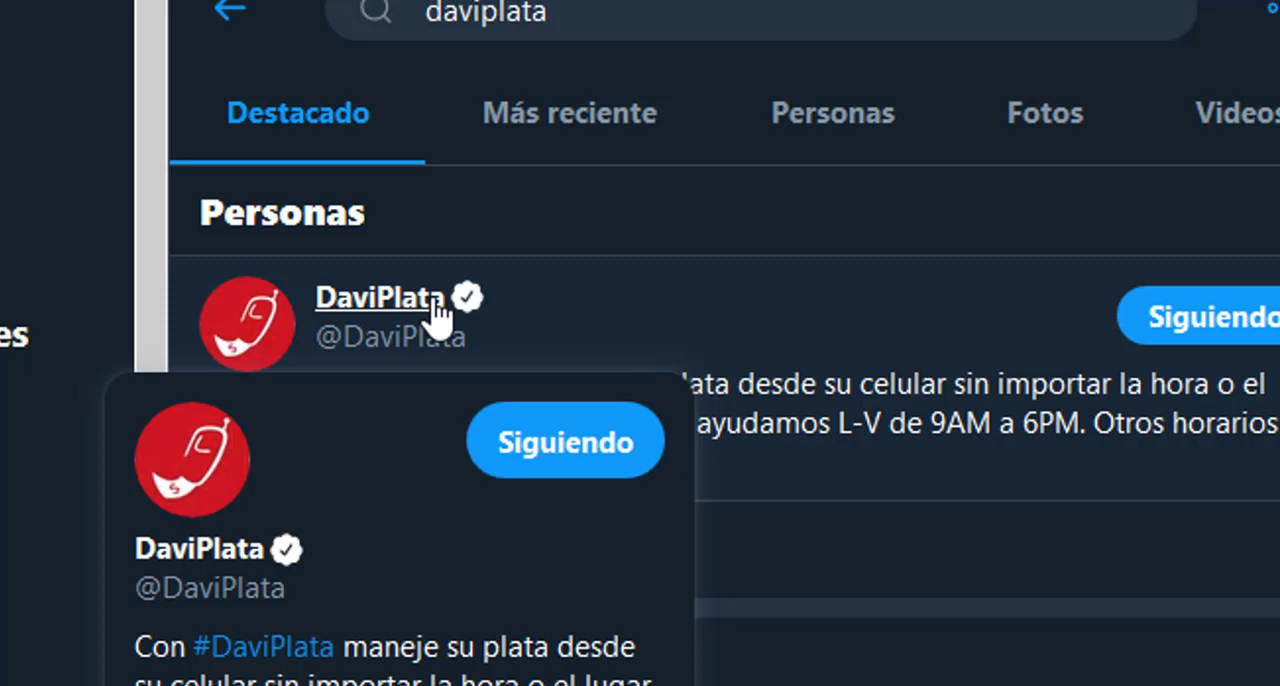 daviplata
Destacado Más reciente Personas Fotos Videos
Personas
DaviPlata
@DaviPlata
Siguiendo
es
plata desde su celular sin importar la hora o el
ayudamos L-V de 9AM a 6PM. Otros horarios
Siguiendo
DaviPlata
@DaviPlata
Con #DaviPlata maneje su plata desde
su celular sin importar la hora o el lugar